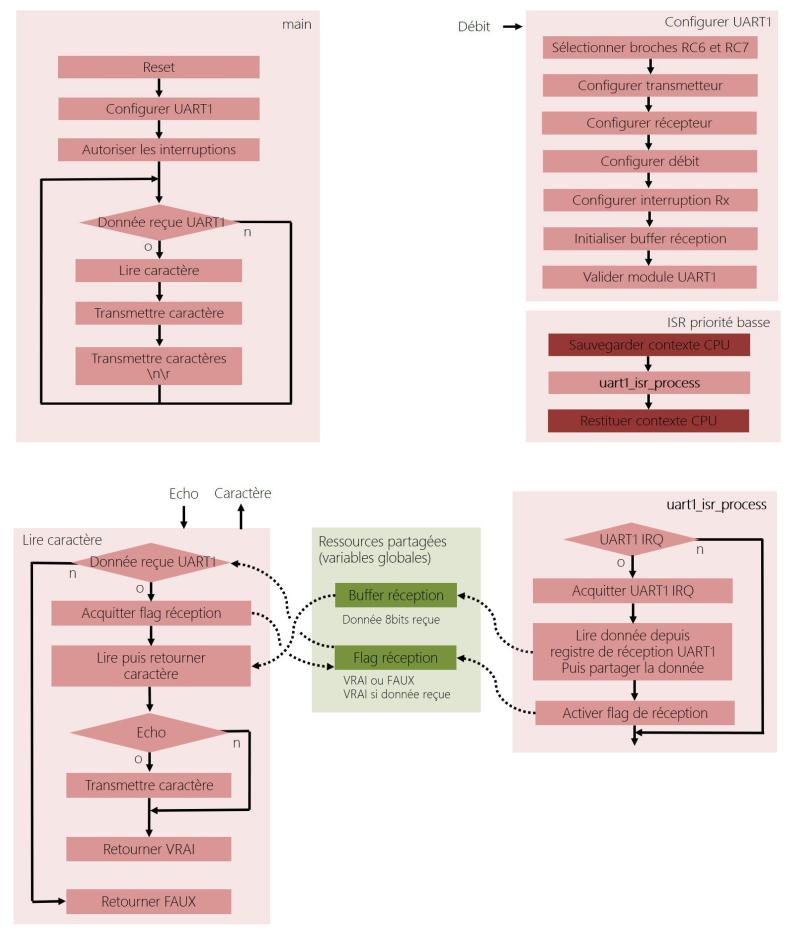 main
Reset
Configurer UART1
Autoriser les interruptions
Donnée reçue UART1
n
o
Lire caractère
Transmettre caractère
Transmettre caractères
\n\r
Débit
Configurer UART1
Sélectionner broches RC6 et RC7
Configurer transmetteur
Configurer récepteur
Configurer débit
Configurer interruption Rx
Initialiser buffer réception
Valider module UART1
ISR priorité basse
Sauvegarder contexte CPU
uart1_isr_process
Restituer contexte CPU
Echo
Caractère
Lire caractère
Donnée reçue UART1
n
o
Acquitter flag réception
Lire puis retourner
caractère
Echo
n
o
Transmettre caractère
Retourner VRAI
Retourner FAUX
Ressources partagées
(variables globales)
Buffer réception
Donnée 8bits reçue
Flag réception
VRAI ou FAUX
VRAI si donnée reçue
uart1_isr_process
UART1 IRQ
n
o
Acquitter UART1 IRQ
Lire donnée depuis
registre de réception UART1
Puis partager la donnée
Activer flag de réception